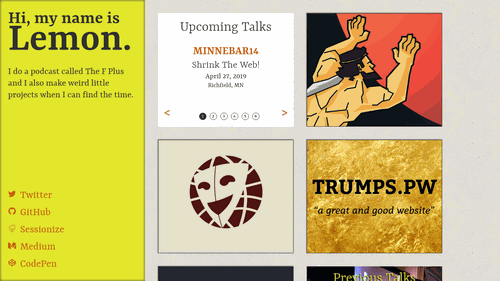 Hi, my name is
Lemon.
I do a podcast called The F Plus
and I also make weird little
projects when I can find the time.
Twitter
GitHub
Sessionize
Medium
CodePen
Upcoming Talks
MINNEBAR14
Shrink The Web!
April 27, 2019
Richfield, MN
< 1 2 3 4 5 6 >
TRUMPS.PW
“a great and good website”
Previous Talks